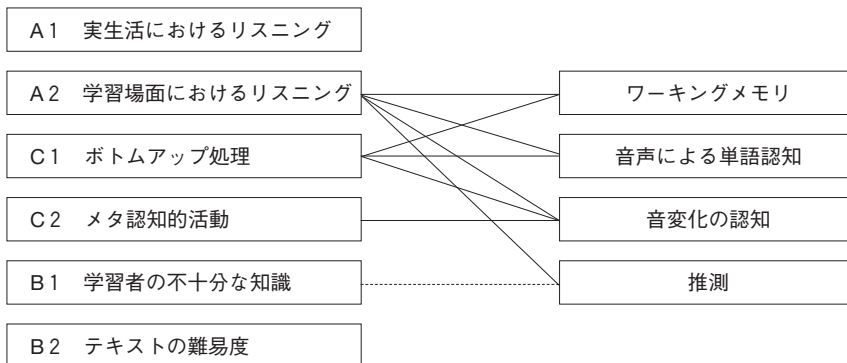 A1 実生活におけるリスニング
A2 学習場面におけるリスニング
ワーキングメモリ
C1 ボトムアップ処理
音声による単語認知
C2 メタ認知的活動
音変化の認知
B1 学習者の不十分な知識
推測
B2 テキストの難易度